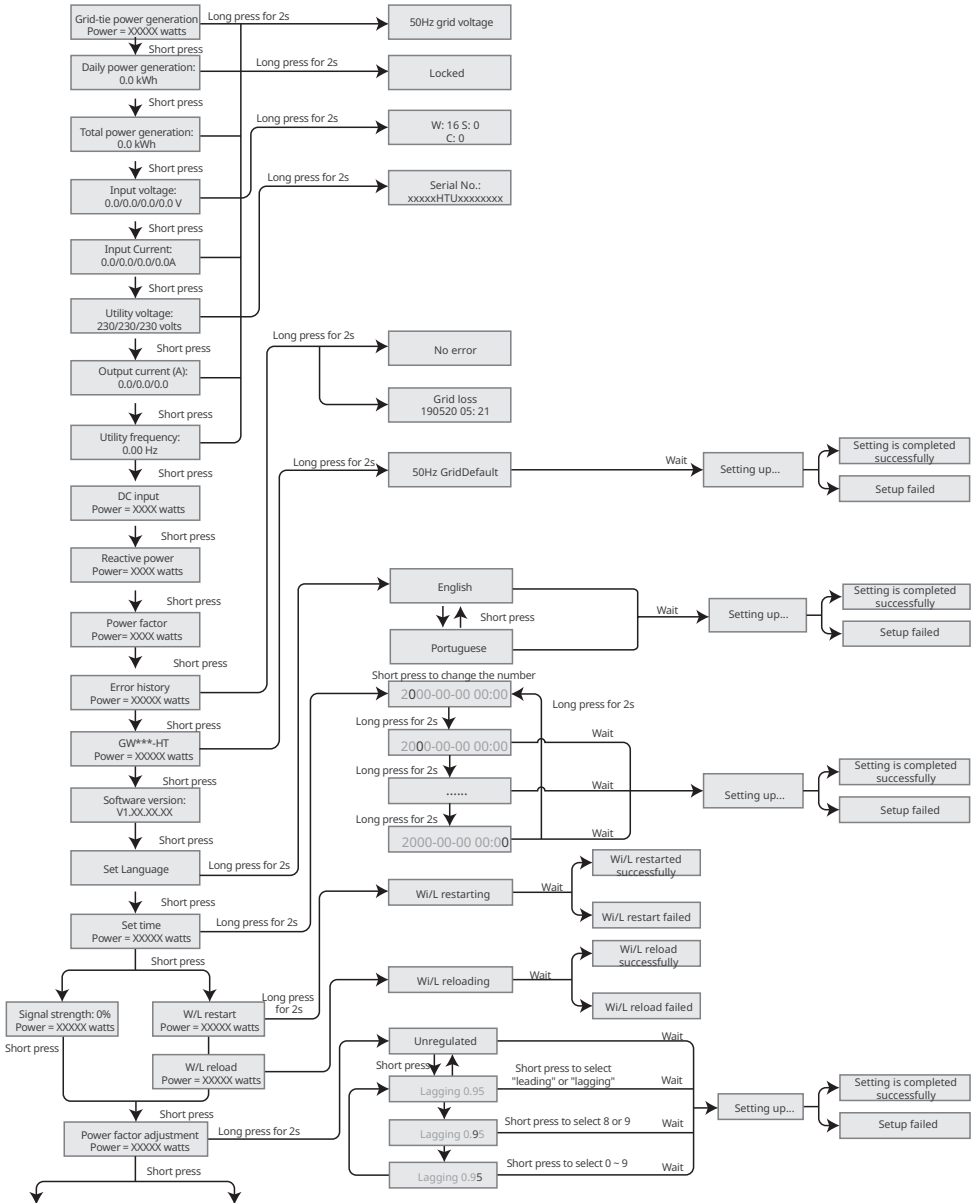 Grid-tie power generation
Power = XXXXX watts
Long press for 2s
50Hz grid voltage
Short press
Daily power generation:
0.0 kWh
Long press for 2s
Locked
Short press
Total power generation:
0.0 kWh
Long press for 2s
W: 16 S: 0
C: 0
Short press
Input voltage:
0.0/0.0/0.0/0.0 V
Long press for 2s
Serial No.:
xxxxxHTUxxxxxxxx
Short press
Input Current:
0.0/0.0/0.0/0.0A
Short press
Utility voltage:
230/230/230 volts
Short press
Long press for 2s
No error
Output current (A):
0.0/0.0/0.0
Grid loss
190520 05: 21
Short press
Utility frequency:
0.00 Hz
Short press
Long press for 2s
50Hz GridDefault
Wait
Setting up...
Setting is completed
successfully
Setup failed
DC input
Power = XXXX watts
Short press
Reactive power
Power= XXXX watts
Short press
English
Short press
Portuguese
Wait
Setting up...
Setting is completed
successfully
Setup failed
Power factor
Power= XXXX watts
Short press
Error history
Power = XXXXX watts
Short press to change the number
2000-00-00 00:00
Long press for 2s
Short press
Long press for 2s
GW***-HT
Power = XXXXX watts
2000-00-00 00:00
Wait
Short press
Long press for 2s
......
Wait
Setting up...
Setting is completed
successfully
Setup failed
Software version:
V1.XX.XX.XX
Long press for 2s
2000-00-00 00:00
Wait
Short press
Set Language
Long press for 2s
Short press
Wi/L restarting
Wait
Wi/L restarted
successfully
Wi/L restart failed
Set time
Power = XXXXX watts
Long press for 2s
Short press
Wi/L reloading
Wait
Wi/L reload
successfully
Wi/L reload failed
Signal strength: 0%
Power = XXXXX watts
W/L restart
Power = XXXXX watts
Long press
for 2s
Short press
W/L reload
Power = XXXXX watts
Unregulated
Wait
Short press
Short press to select
"leading" or "lagging"
Lagging 0.95
Wait
Short press
Power factor adjustment
Power = XXXXX watts
Long press for 2s
Lagging 0.95
Short press to select 8 or 9
Wait
Setting up...
Setting is completed
successfully
Setup failed
Lagging 0.95
Short press to select 0 ~ 9
Wait
Short press